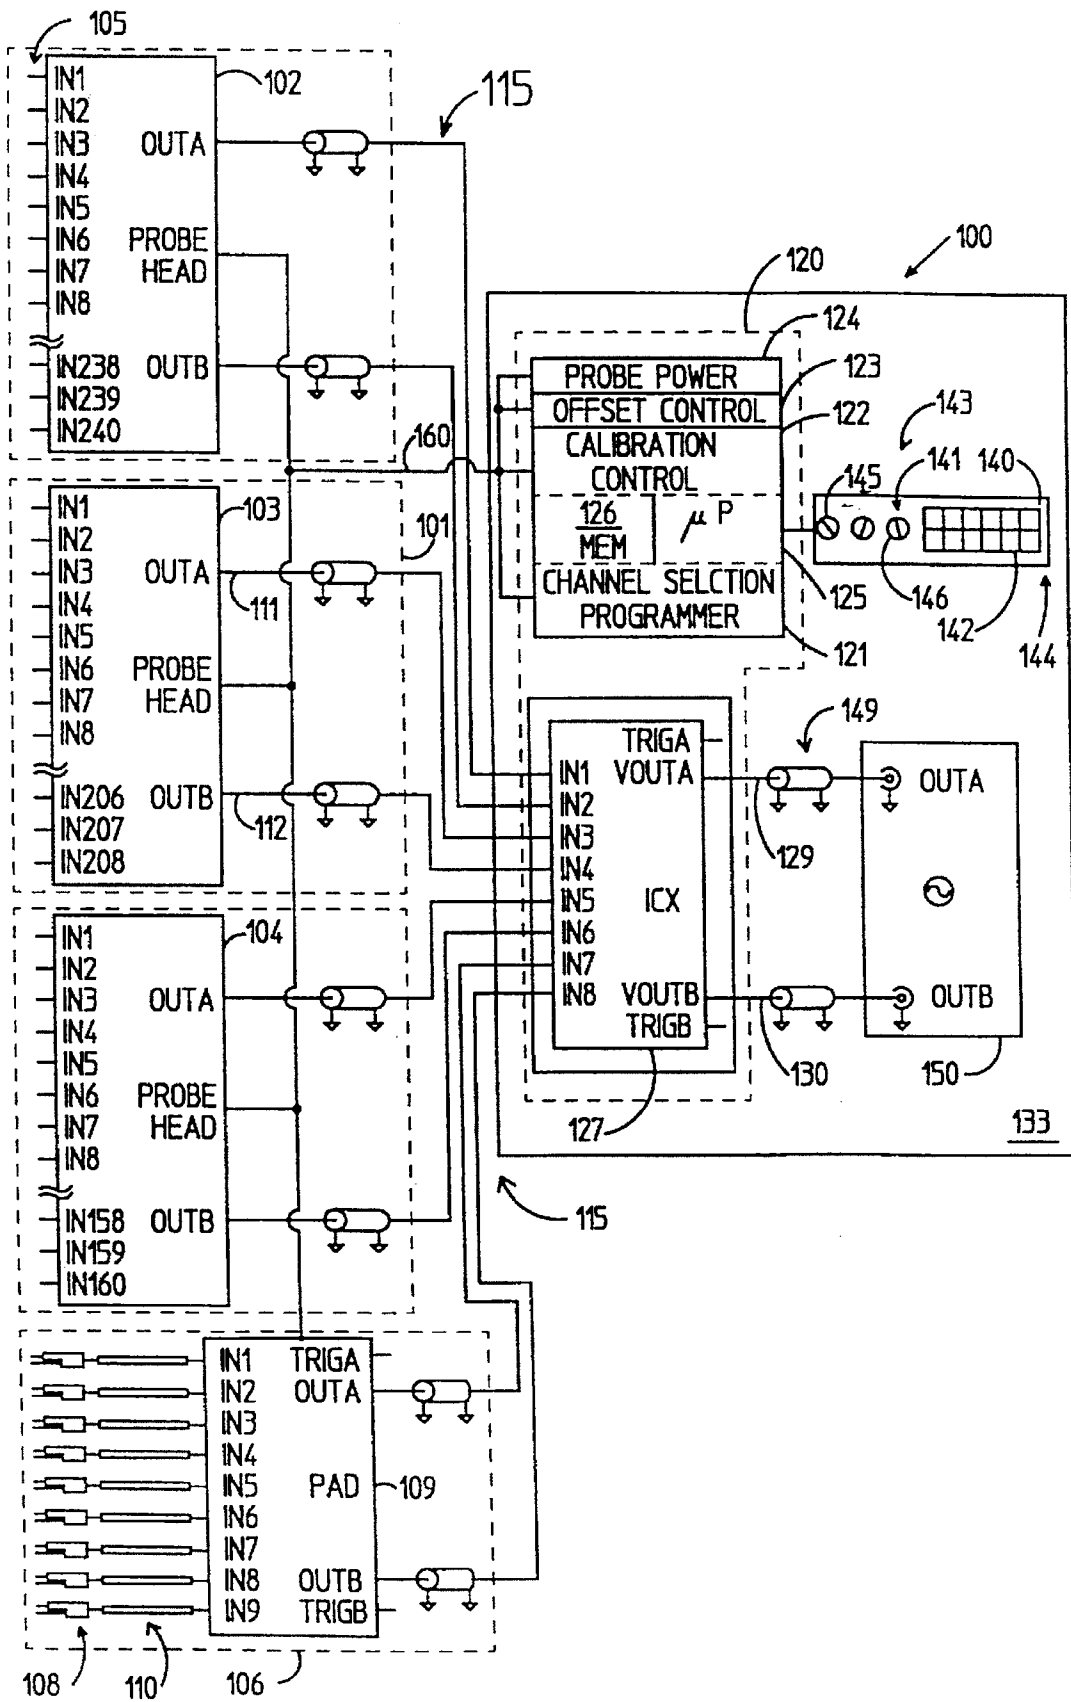 105
IN1
IN2
IN3
IN4
IN5
IN6
IN7
IN8
IN238
IN239
IN240
OUTA
PROBE
HEAD
OUTB
102
115
IN1
IN2
IN3
IN4
IN5
IN6
IN7
IN8
IN206
IN207
IN208
OUTA
PROBE
HEAD
OUTB
103
101
111
112
160
IN1
IN2
IN3
IN4
IN5
IN6
IN7
IN8
IN158
IN159
IN160
OUTA
PROBE
HEAD
OUTB
104
IN1
IN2
IN3
IN4
IN5
IN6
IN7
IN8
IN9
TRIGA
OUTA
PAD
OUTB
TRIGB
109
108
110
106
100
120
124
PROBE POWER
123
OFFSET CONTROL
122
CALIBRATION
CONTROL
126
MEM
µP
125
CHANNEL SELCTION
PROGRAMMER
121
143
145
141
140
146
142
144
TRIGA
IN1
VOUTA
IN2
IN3
IN4
IN5
ICX
IN6
IN7
IN8
VOUTB
TRIGB
127
149
129
130
OUTA
OUTB
150
133
115